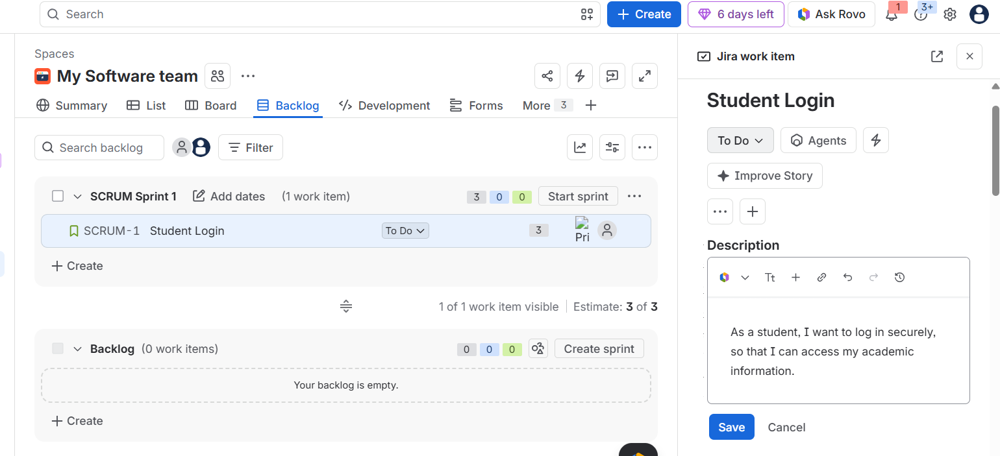 Search
Create
6 days left
Ask Rovo
1
3+
Spaces
My Software team
Summary
List
Board
Backlog
Development
Forms
More 3
Search backlog
Filter
SCRUM Sprint 1
Add dates
(1 work item)
3 0 0
Start sprint
SCRUM-1 Student Login
To Do
3
Pri
Create
1 of 1 work item visible
Estimate: 3 of 3
Backlog (0 work items)
0 0 0
Create sprint
Your backlog is empty.
Create
Jira work item
Student Login
To Do
Agents
Improve Story
Description
Tt
As a student, I want to log in securely,
so that I can access my academic
information.
Save
Cancel